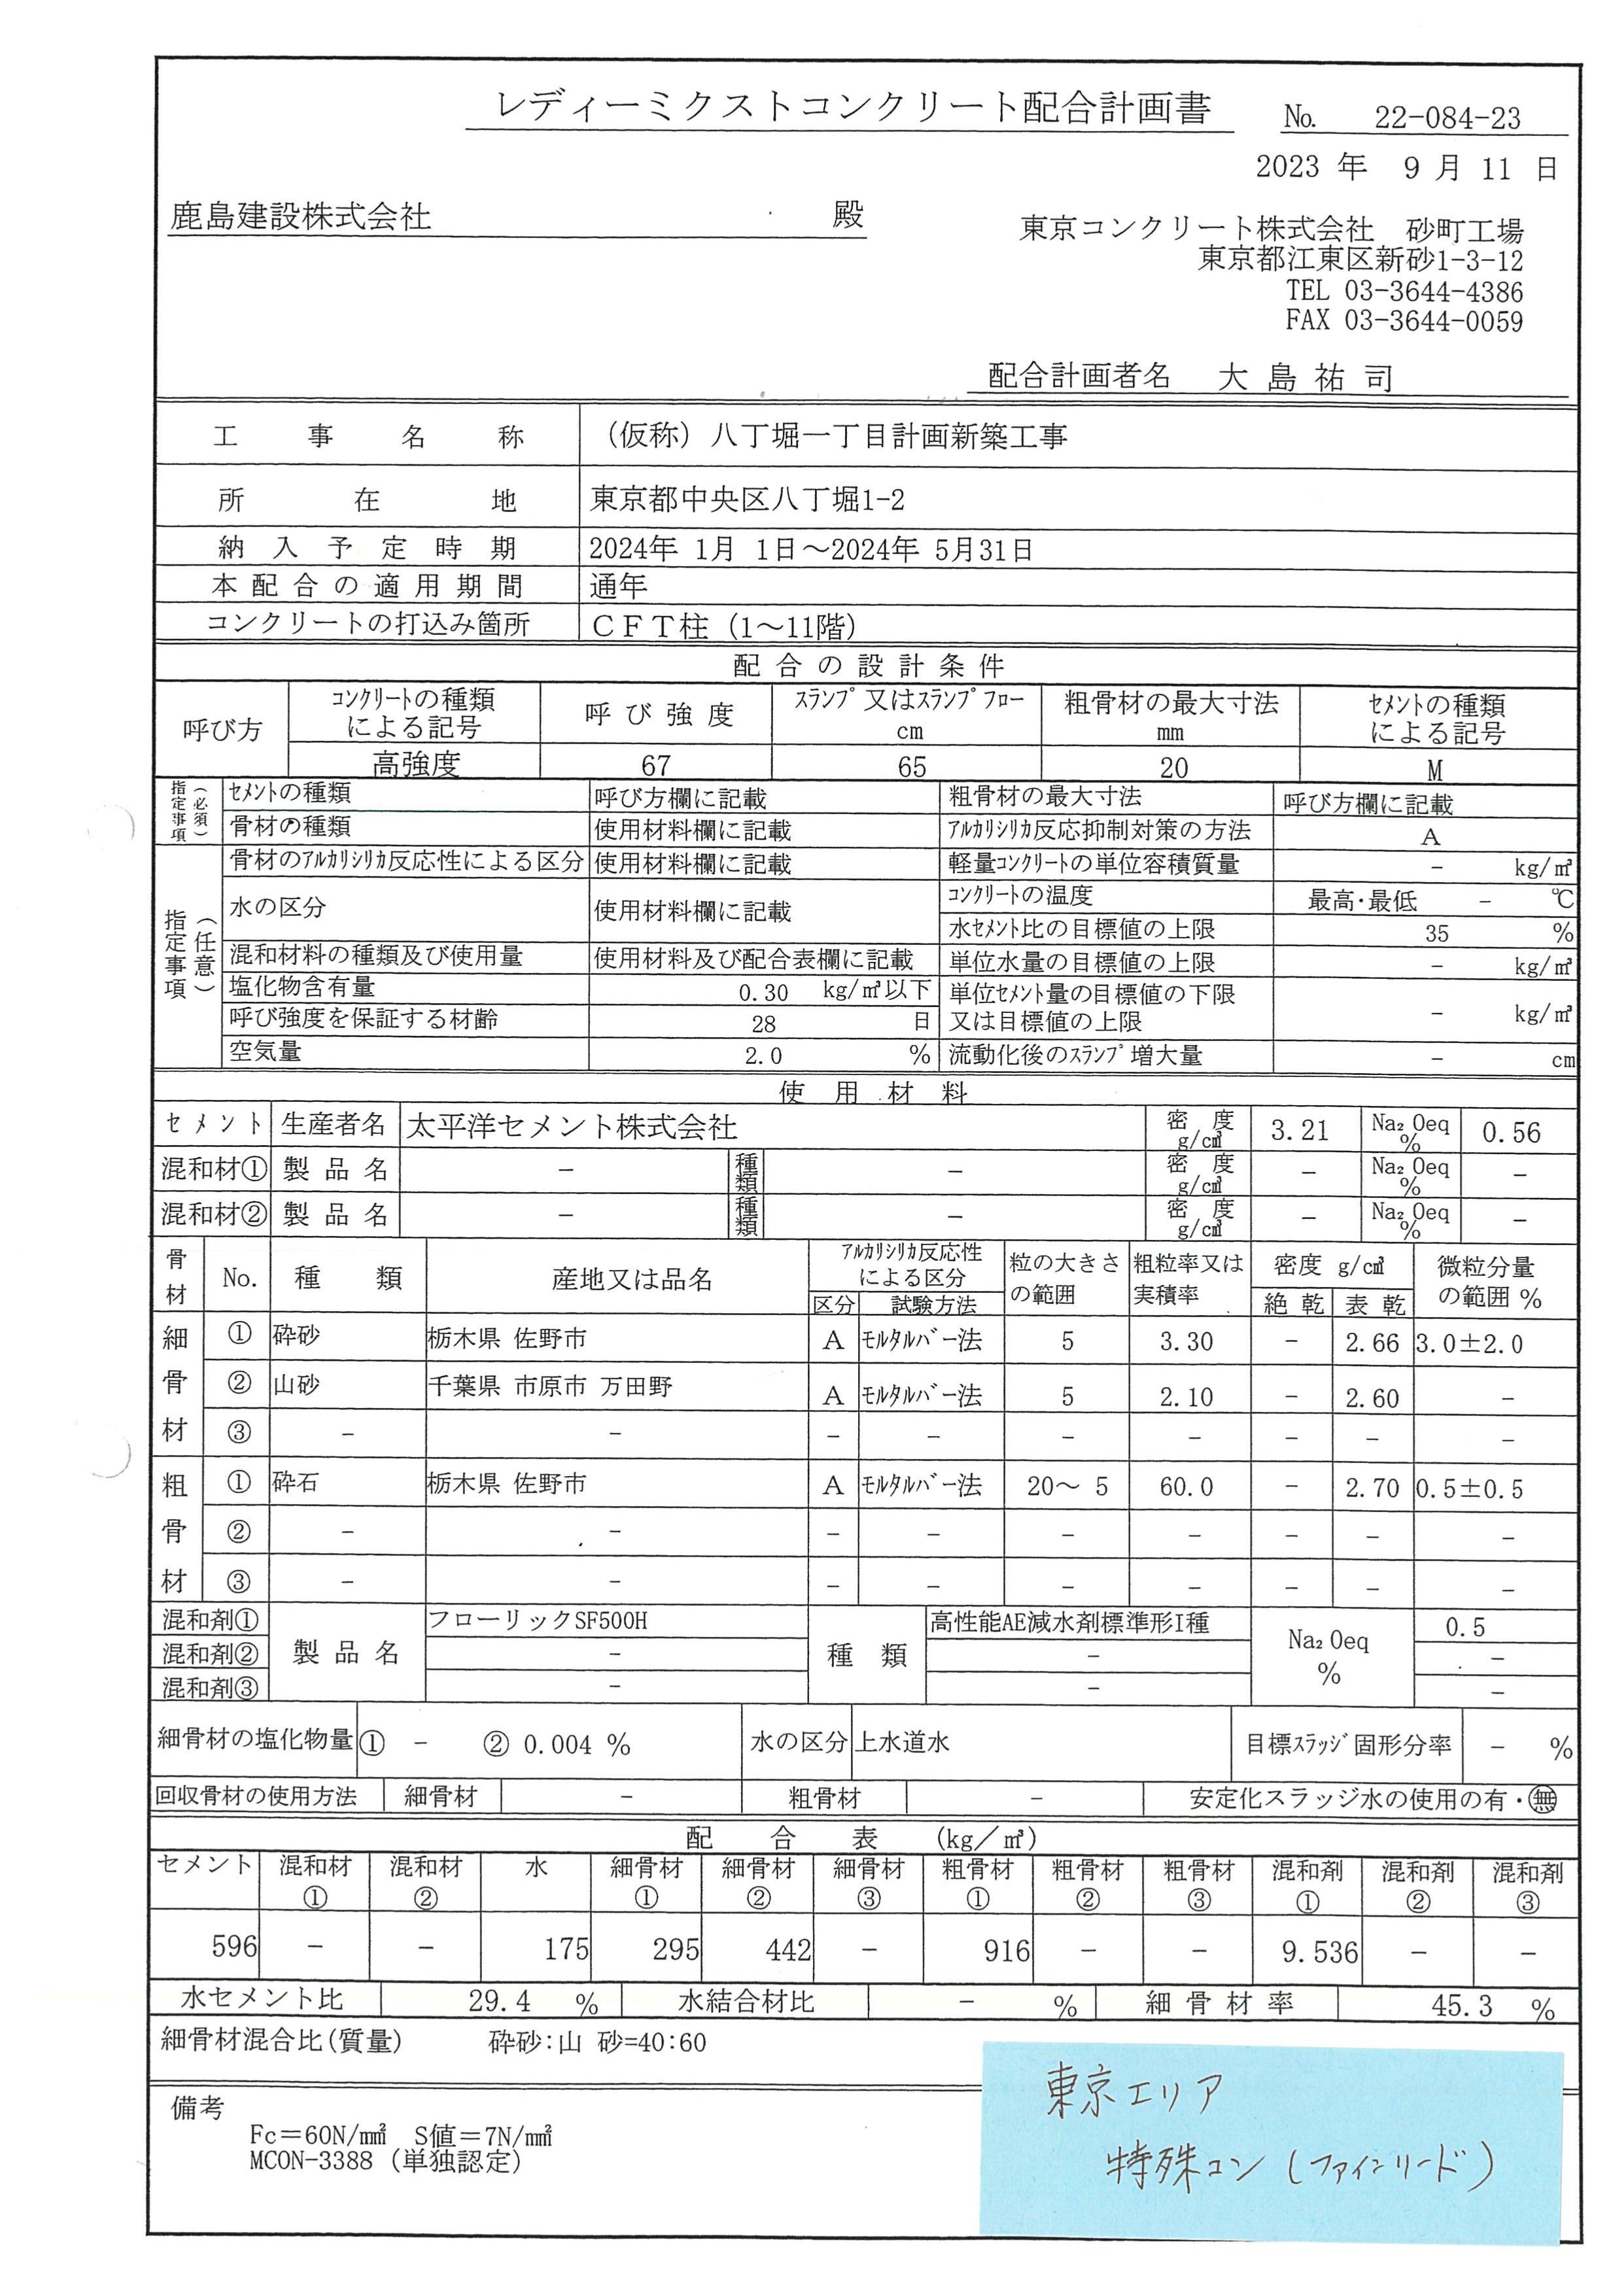 レディーミクストコンクリート配合計画書 No. 22-084-23
2023 年 9 月 11 日
鹿島建設株式会社 殿
東京コンクリート株式会社 砂町工場
東京都江東区新砂1-3-12
TEL 03-3644-4386
FAX 03-3644-0059
配合計画者名 大島祐司
工事名称 (仮称)八丁堀一丁目計画新築工事
所在地 東京都中央区八丁堀1-2
納入予定時期 2024年 1月 1日～2024年 5月31日
本配合の適用期間 通年
コンクリートの打込み箇所 CFT柱 (1～11階)
配合の設計条件
呼び方 コンクリートの種類による記号 呼び強度 スランプ又はスランプフロー cm 粗骨材の最大寸法 mm セメントの種類による記号
高強度 67 65 20 M
指定事項(必須) セメントの種類 呼び方欄に記載 粗骨材の最大寸法 呼び方欄に記載
骨材の種類 使用材料欄に記載 アルカリシリカ反応抑制対策の方法 A
指定事項(任意) 骨材のアルカリシリカ反応性による区分 使用材料欄に記載 軽量コンクリートの単位容積質量 - kg/㎥
水の区分 使用材料欄に記載 コンクリートの温度 最高・最低 - ℃
水セメント比の目標値の上限 35 %
混和材料の種類及び使用量 使用材料及び配合表欄に記載 単位水量の目標値の上限 - kg/㎥
塩化物含有量 0.30 kg/㎥以下 単位セメント量の目標値の下限又は目標値の上限 - kg/㎥
呼び強度を保証する材齢 28 日
空気量 2.0 % 流動化後のスランプ増大量 - cm
使用材料
セメント 生産者名 太平洋セメント株式会社 密度 g/c㎥ 3.21 Na₂Oeq % 0.56
混和材① 製品名 - 種類 - 密度 g/c㎥ - Na₂Oeq % -
混和材② 製品名 - 種類 - 密度 g/c㎥ - Na₂Oeq % -
骨材 No. 種類 産地又は品名 アルカリシリカ反応性による区分 区分 試験方法 粒の大きさの範囲 粗粒率又は実積率 密度 g/c㎥ 絶乾 表乾 微粒分量の範囲 %
細骨材 ① 砕砂 栃木県 佐野市 A モルタルバー法 5 3.30 - 2.66 3.0±2.0
② 山砂 千葉県 市原市 万田野 A モルタルバー法 5 2.10 - 2.60 -
③ - - - - - - - - -
粗骨材 ① 砕石 栃木県 佐野市 A モルタルバー法 20～ 5 60.0 - 2.70 0.5±0.5
② - - - - - - - - -
③ - - - - - - - - -
混和剤① 製品名 フローリックSF500H 種類 高性能AE減水剤標準形I種 Na₂Oeq % 0.5
混和剤② - - -
混和剤③ - - -
細骨材の塩化物量 ① - ② 0.004 % 水の区分 上水道水 目標スラッジ固形分率 - %
回収骨材の使用方法 細骨材 - 粗骨材 - 安定化スラッジ水の使用の有・無
配合表 (kg/㎥)
セメント 混和材① 混和材② 水 細骨材① 細骨材② 細骨材③ 粗骨材① 粗骨材② 粗骨材③ 混和剤① 混和剤② 混和剤③
596 - - 175 295 442 - 916 - - 9.536 - -
水セメント比 29.4 % 水結合材比 - % 細骨材率 45.3 %
細骨材混合比(質量) 砕砂:山 砂=40:60
備考
Fc=60N/m㎡ S値=7N/m㎡
MCON-3388 (単独認定)
東京エリア
特殊コン(ファインリード)